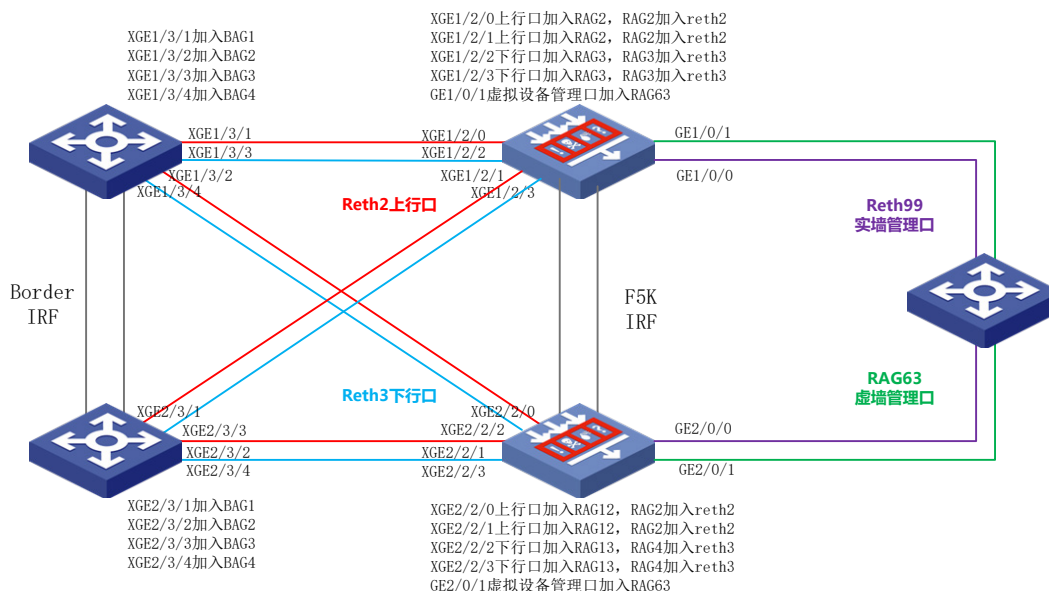 XGE1/2/0上行口加入RAG2，RAG2加入reth2
XGE1/2/1上行口加入RAG2，RAG2加入reth2
XGE1/2/2下行口加入RAG3，RAG3加入reth3
XGE1/2/3下行口加入RAG3，RAG3加入reth3
GE1/0/1虚拟设备管理口加入RAG63
XGE1/3/1加入BAG1
XGE1/3/2加入BAG2
XGE1/3/3加入BAG3
XGE1/3/4加入BAG4
XGE1/3/1
XGE1/3/3
XGE1/3/2
XGE1/3/4
XGE1/2/0
XGE1/2/2
XGE1/2/1
XGE1/2/3
GE1/0/1
GE1/0/0
Reth2上行口
Reth99
实墙管理口
Border
IRF
F5K
IRF
Reth3下行口
RAG63
虚墙管理口
XGE2/3/1
XGE2/3/3
XGE2/3/2
XGE2/3/4
XGE2/2/0
XGE2/2/2
XGE2/2/1
XGE2/2/3
GE2/0/0
GE2/0/1
XGE2/3/1加入BAG1
XGE2/3/2加入BAG2
XGE2/3/3加入BAG3
XGE2/3/4加入BAG4
XGE2/2/0上行口加入RAG12，RAG2加入reth2
XGE2/2/1上行口加入RAG12，RAG2加入reth2
XGE2/2/2下行口加入RAG13，RAG4加入reth3
XGE2/2/3下行口加入RAG13，RAG4加入reth3
GE2/0/1虚拟设备管理口加入RAG63